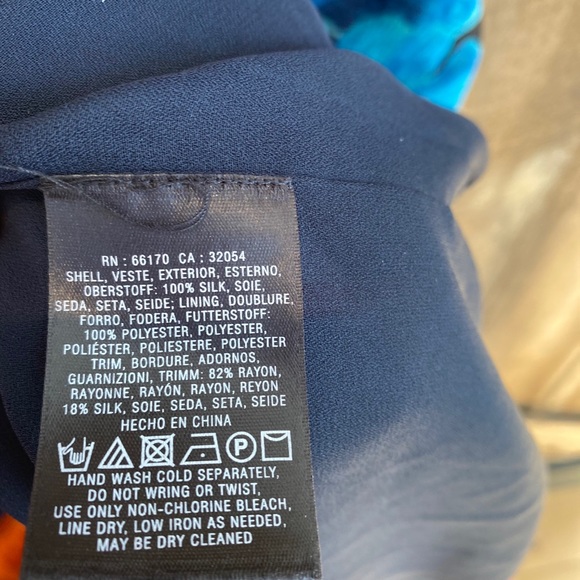 RN : 66170 CA : 32054
SHELL, VESTE, EXTERIOR, ESTERNO,
OBERSTOFF: 100% SILK, SOIE,
SEDA, SETA, SEIDE; LINING, DOUBLURE,
FORRO, FODERA, FUTTERSTOFF:
100% POLYESTER, POLYESTER,
POLIÉSTER, POLIESTERE, POLYESTER
TRIM, BORDURE, ADORNOS,
GUARNIZIONI, TRIMM: 82% RAYON,
RAYONNE, RAYÓN, RAYON, REYON
18% SILK, SOIE, SEDA, SETA, SEIDE
HECHO EN CHINA
P
HAND WASH COLD SEPARATELY,
DO NOT WRING OR TWIST,
USE ONLY NON-CHLORINE BLEACH,
LINE DRY, LOW IRON AS NEEDED,
MAY BE DRY CLEANED